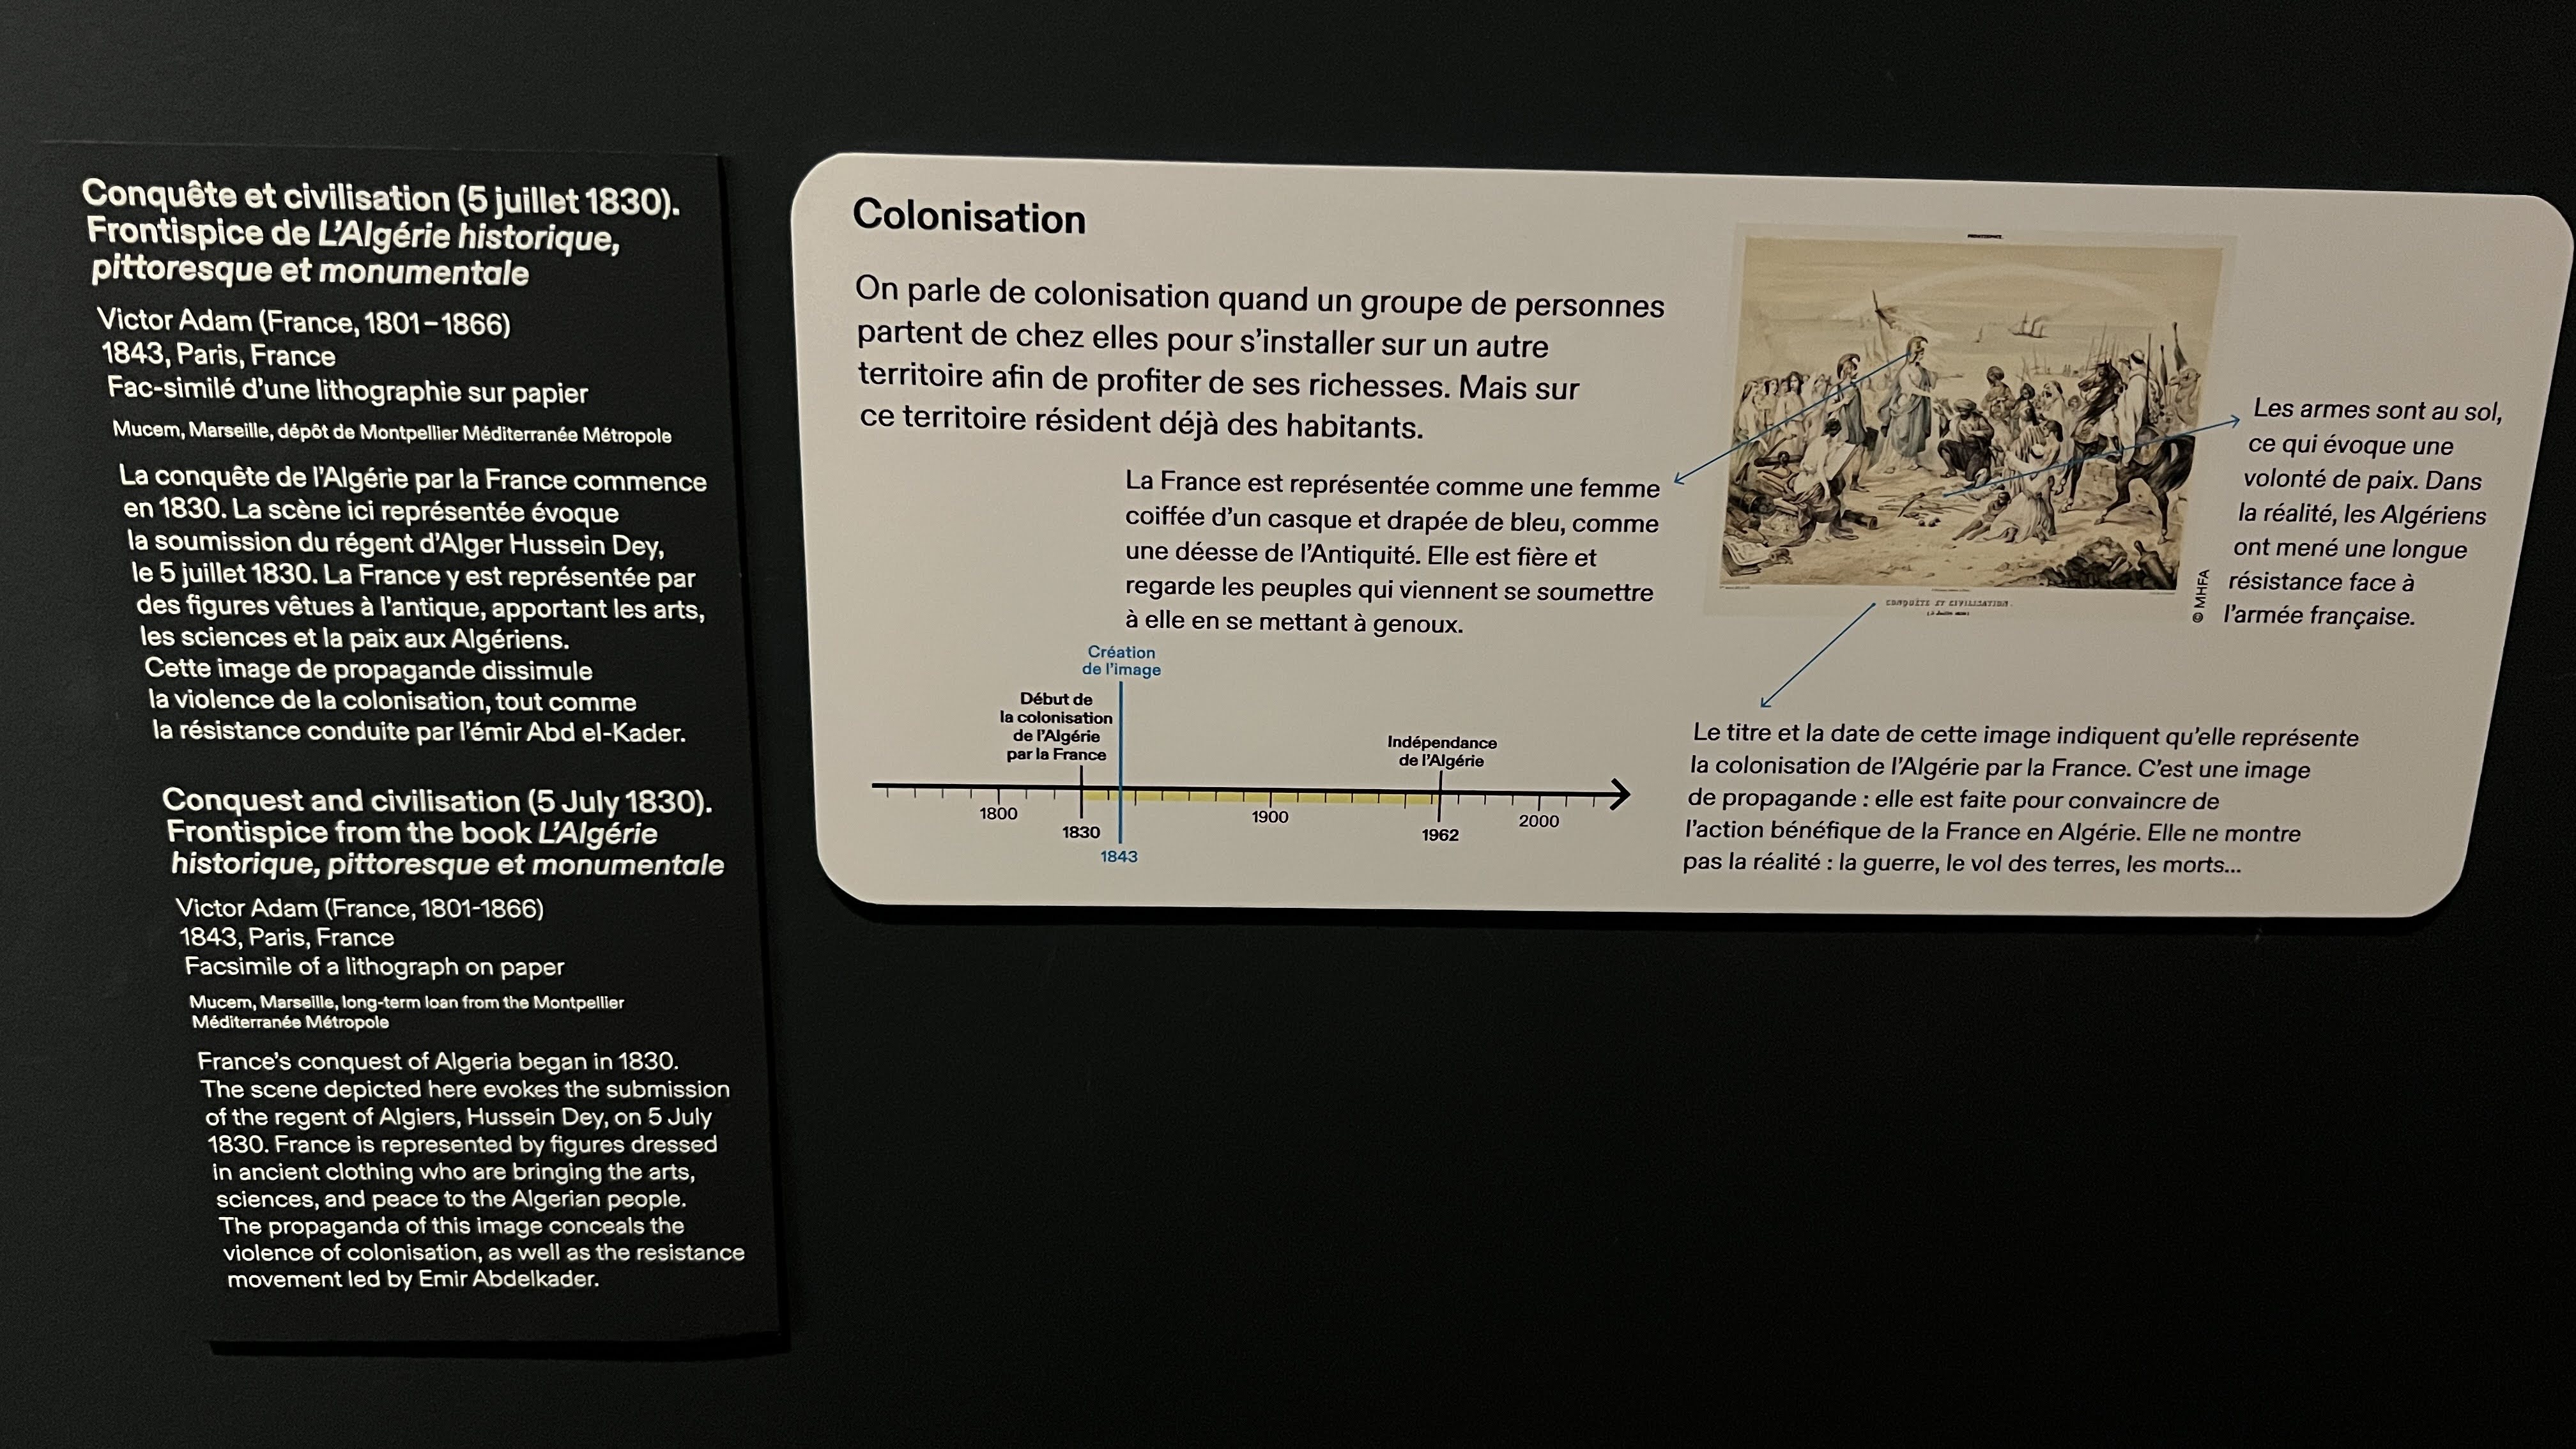 Conquête et civilisation (5 juillet 1830).
Frontispice de L'Algérie historique,
pittoresque et monumentale
Victor Adam (France, 1801–1866)
1843, Paris, France
Fac-similé d'une lithographie sur papier
Mucem, Marseille, dépôt de Montpellier Méditerranée Métropole
La conquête de l'Algérie par la France commence
en 1830. La scène ici représentée évoque
la soumission du régent d'Alger Hussein Dey,
le 5 juillet 1830. La France y est représentée par
des figures vêtues à l'antique, apportant les arts,
les sciences et la paix aux Algériens.
Cette image de propagande dissimule
la violence de la colonisation, tout comme
la résistance conduite par l'émir Abd el-Kader.
Conquest and civilisation (5 July 1830).
Frontispiece from the book L'Algérie
historique, pittoresque et monumentale
Victor Adam (France, 1801-1866)
1843, Paris, France
Facsimile of a lithograph on paper
Mucem, Marseille, long-term loan from the Montpellier
Méditerranée Métropole
France's conquest of Algeria began in 1830.
The scene depicted here evokes the submission
of the regent of Algiers, Hussein Dey, on 5 July
1830. France is represented by figures dressed
in ancient clothing who are bringing the arts,
sciences, and peace to the Algerian people.
The propaganda of this image conceals the
violence of colonisation, as well as the resistance
movement led by Emir Abdelkader.
Colonisation
On parle de colonisation quand un groupe de personnes
partent de chez elles pour s'installer sur un autre
territoire afin de profiter de ses richesses. Mais sur
ce territoire résident déjà des habitants.
La France est représentée comme une femme
coiffée d'un casque et drapée de bleu, comme
une déesse de l'Antiquité. Elle est fière et
regarde les peuples qui viennent se soumettre
à elle en se mettant à genoux.
Création
de l'image
Début de
la colonisation
de l'Algérie
par la France
Indépendance
de l'Algérie
1800
1830
1843
1900
1962
2000
CONQUÊTE ET CIVILISATION.
© MHFA
Les armes sont au sol,
ce qui évoque une
volonté de paix. Dans
la réalité, les Algériens
ont mené une longue
résistance face à
l'armée française.
Le titre et la date de cette image indiquent qu'elle représente
la colonisation de l'Algérie par la France. C'est une image
de propagande : elle est faite pour convaincre de
l'action bénéfique de la France en Algérie. Elle ne montre
pas la réalité : la guerre, le vol des terres, les morts...